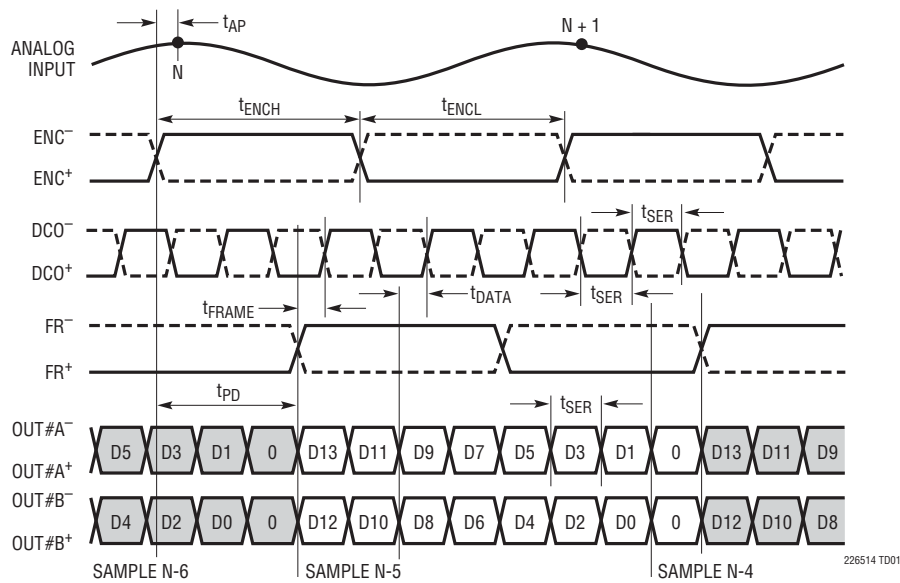 tAP
ANALOG
INPUT
N
N + 1
tENCH
tENCL
ENC–
ENC+
tSER
DCO–
DCO+
tFRAME
tDATA
tSER
FR–
FR+
tPD
tSER
OUT#A–
D5 D3 D1 0 D13 D11 D9 D7 D5 D3 D1 0 D13 D11 D9
OUT#A+
OUT#B–
D4 D2 D0 0 D12 D10 D8 D6 D4 D2 D0 0 D12 D10 D8
OUT#B+
SAMPLE N-6
SAMPLE N-5
SAMPLE N-4
226514 TD01